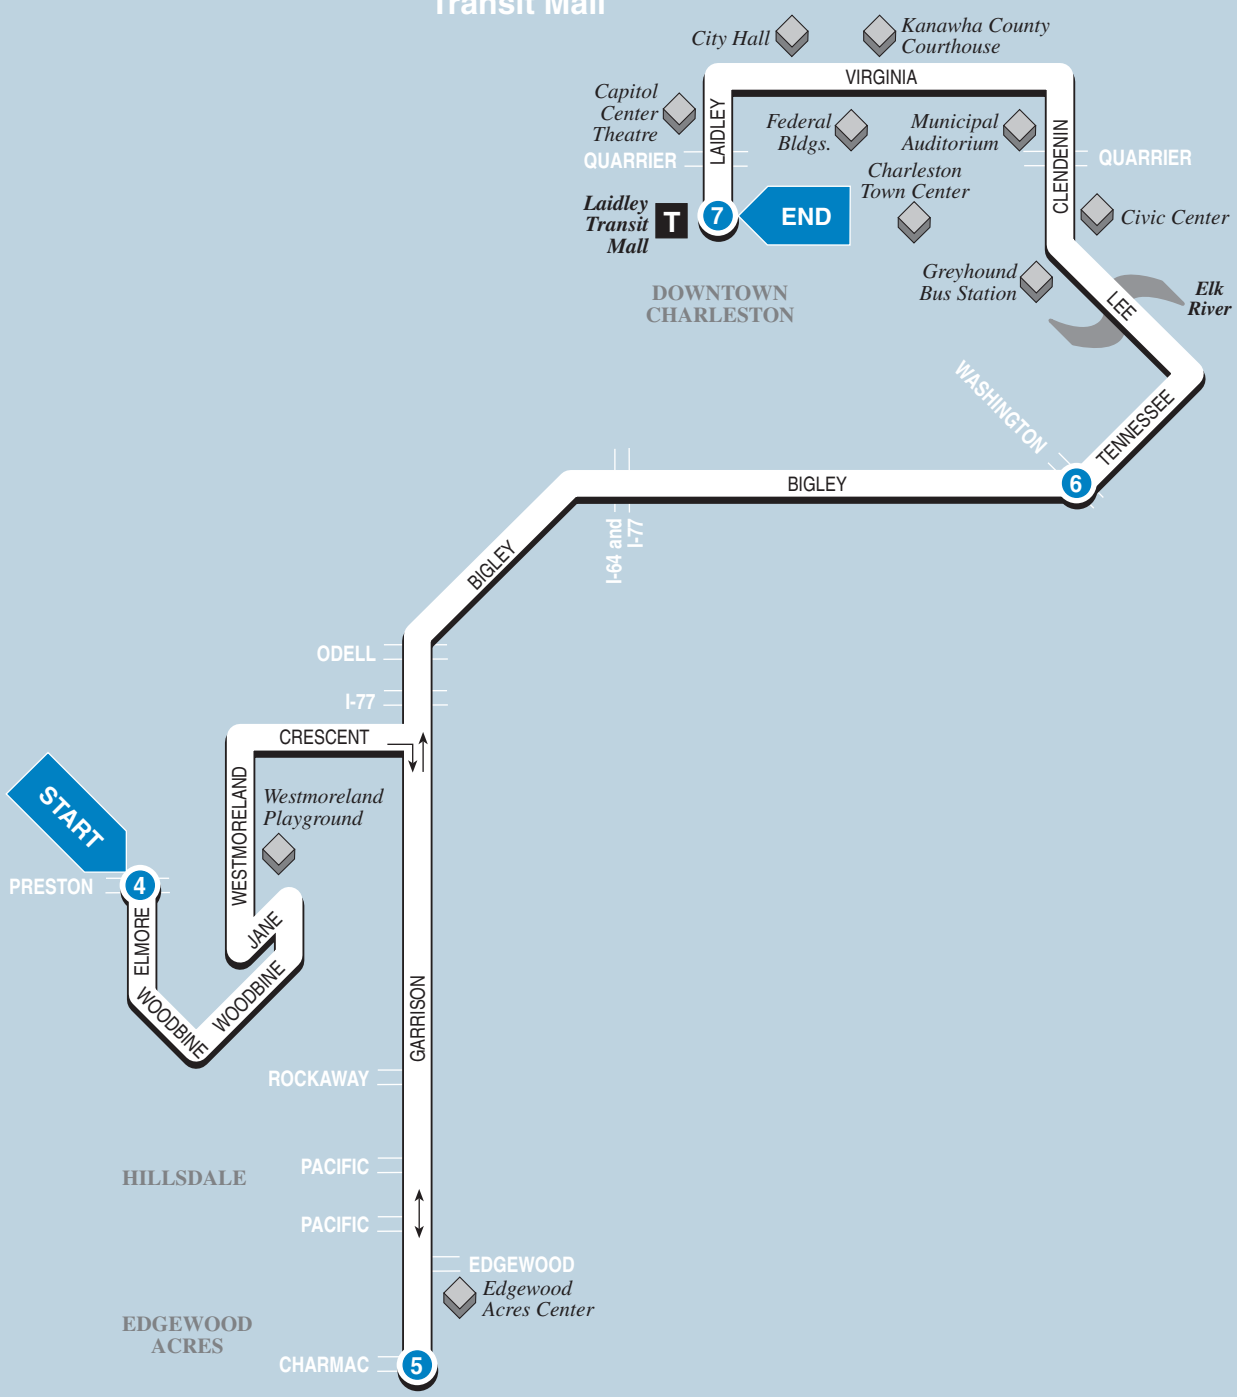 Transit Mall
City Hall
Kanawha County
Courthouse
VIRGINIA
Capitol
Center
Theatre
LAIDLEY
Federal
Bldgs.
Municipal
Auditorium
CLENDENIN
QUARRIER
QUARRIER
Charleston
Town Center
Laidley
Transit
Mall
T
7
END
Civic Center
Greyhound
Bus Station
LEE
Elk
River
DOWNTOWN
CHARLESTON
WASHINGTON
TENNESSEE
BIGLEY
6
I-64 and
I-77
BIGLEY
ODELL
I-77
CRESCENT
START
WESTMORELAND
Westmoreland
Playground
PRESTON
4
ELMORE
JANE
WOODBINE
WOODBINE
GARRISON
ROCKAWAY
HILLSDALE
PACIFIC
PACIFIC
EDGEWOOD
Edgewood
Acres Center
EDGEWOOD
ACRES
CHARMAC
5